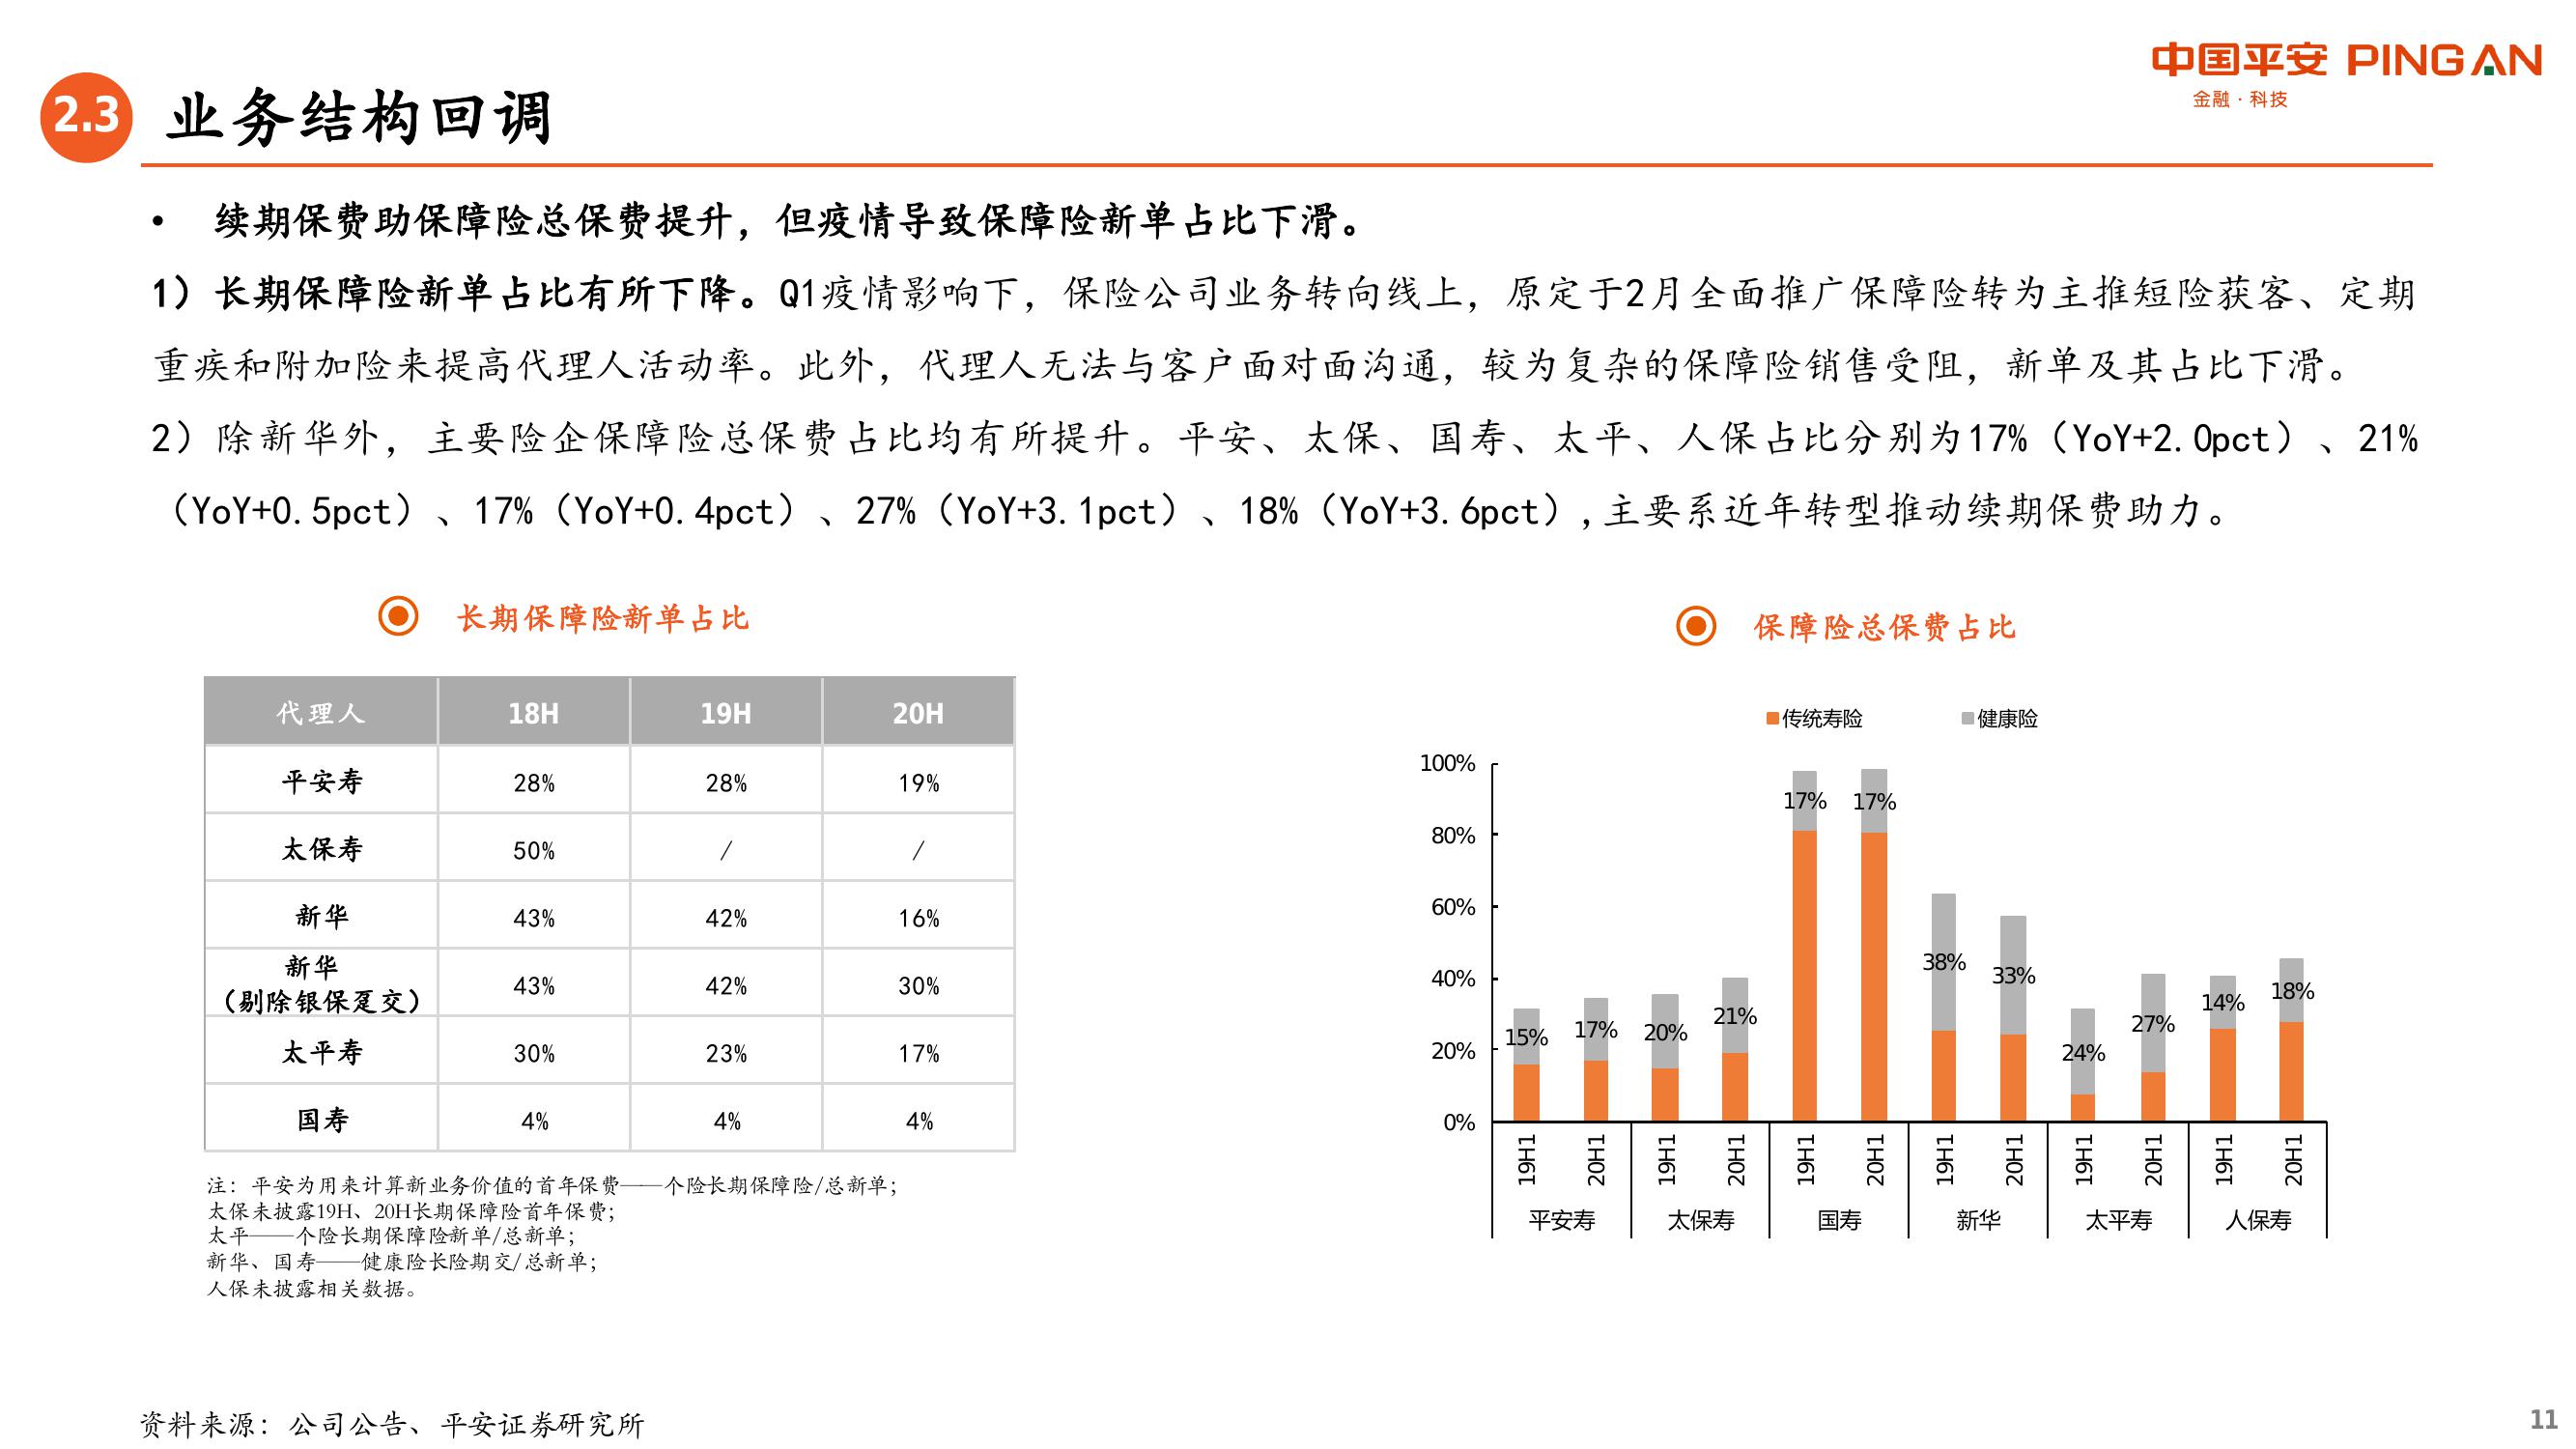 中国平安 PING AN
金融·科技
2.3 业务结构回调
• 续期保费助保障险总保费提升，但疫情导致保障险新单占比下滑。
1）长期保障险新单占比有所下降。Q1疫情影响下，保险公司业务转向线上，原定于2月全面推广保障险转为主推短险获客、定期
重疾和附加险来提高代理人活动率。此外，代理人无法与客户面对面沟通，较为复杂的保障险销售受阻，新单及其占比下滑。
2）除新华外，主要险企保障险总保费占比均有所提升。平安、太保、国寿、太平、人保占比分别为17%（YoY+2.0pct）、21%
（YoY+0.5pct）、17%（YoY+0.4pct）、27%（YoY+3.1pct）、18%（YoY+3.6pct）,主要系近年转型推动续期保费助力。
长期保障险新单占比
代理人 18H 19H 20H
平安寿 28% 28% 19%
太保寿 50% / /
新华 43% 42% 16%
新华
（剔除银保趸交） 43% 42% 30%
太平寿 30% 23% 17%
国寿 4% 4% 4%
注：平安为用来计算新业务价值的首年保费——个险长期保障险/总新单；
太保未披露19H、20H长期保障险首年保费；
太平——个险长期保障险新单/总新单；
新华、国寿——健康险长险期交/总新单；
人保未披露相关数据。
保障险总保费占比
传统寿险 健康险
100%
80%
60%
40%
20%
0%
15% 17% 20% 21% 17% 17% 38% 33% 24% 27% 14% 18%
19H1 20H1 19H1 20H1 19H1 20H1 19H1 20H1 19H1 20H1 19H1 20H1
平安寿 太保寿 国寿 新华 太平寿 人保寿
资料来源：公司公告、平安证券研究所
11